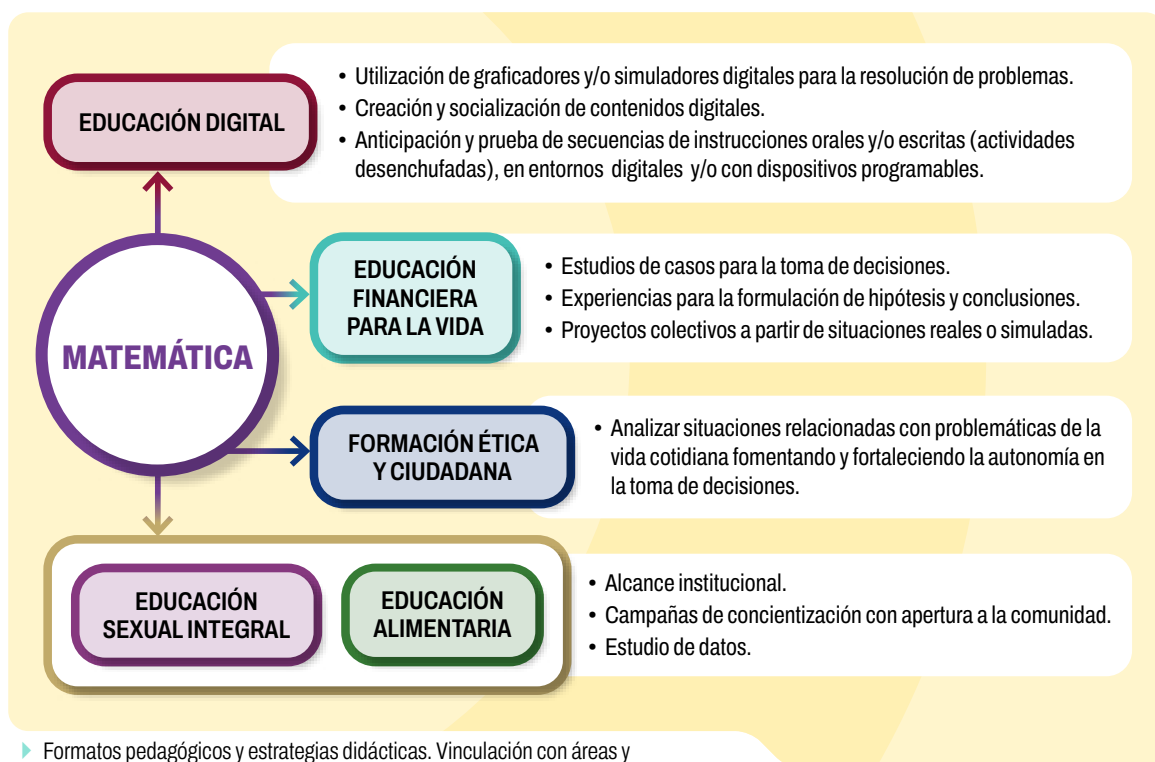 EDUCACIÓN DIGITAL
• Utilización de graficadores y/o simuladores digitales para la resolución de problemas.
• Creación y socialización de contenidos digitales.
• Anticipación y prueba de secuencias de instrucciones orales y/o escritas (actividades
desenchufadas), en entornos digitales y/o con dispositivos programables.
MATEMÁTICA
EDUCACIÓN
FINANCIERA
PARA LA VIDA
• Estudios de casos para la toma de decisiones.
• Experiencias para la formulación de hipótesis y conclusiones.
• Proyectos colectivos a partir de situaciones reales o simuladas.
FORMACIÓN ÉTICA
Y CIUDADANA
• Analizar situaciones relacionadas con problemáticas de la
vida cotidiana fomentando y fortaleciendo la autonomía en
la toma de decisiones.
EDUCACIÓN
SEXUAL INTEGRAL
EDUCACIÓN
ALIMENTARIA
• Alcance institucional.
• Campañas de concientización con apertura a la comunidad.
• Estudio de datos.
Formatos pedagógicos y estrategias didácticas. Vinculación con áreas y